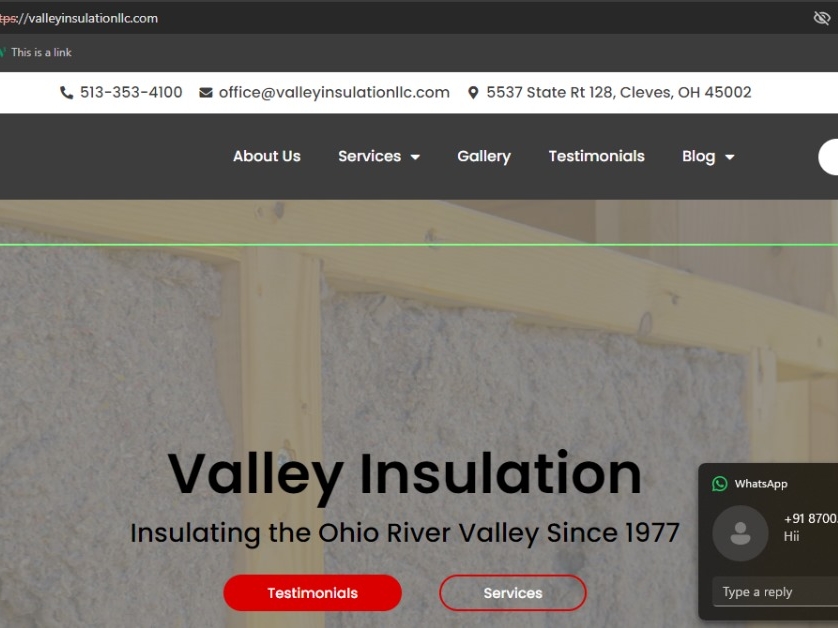 tps://valleyinsulationllc.com
This is a link
513-353-4100 office@valleyinsulationllc.com 5537 State Rt 128, Cleves, OH 45002
About Us Services Gallery Testimonials Blog
Valley Insulation
Insulating the Ohio River Valley Since 1977
Testimonials Services
WhatsApp
+91 8700
Hii
Type a reply